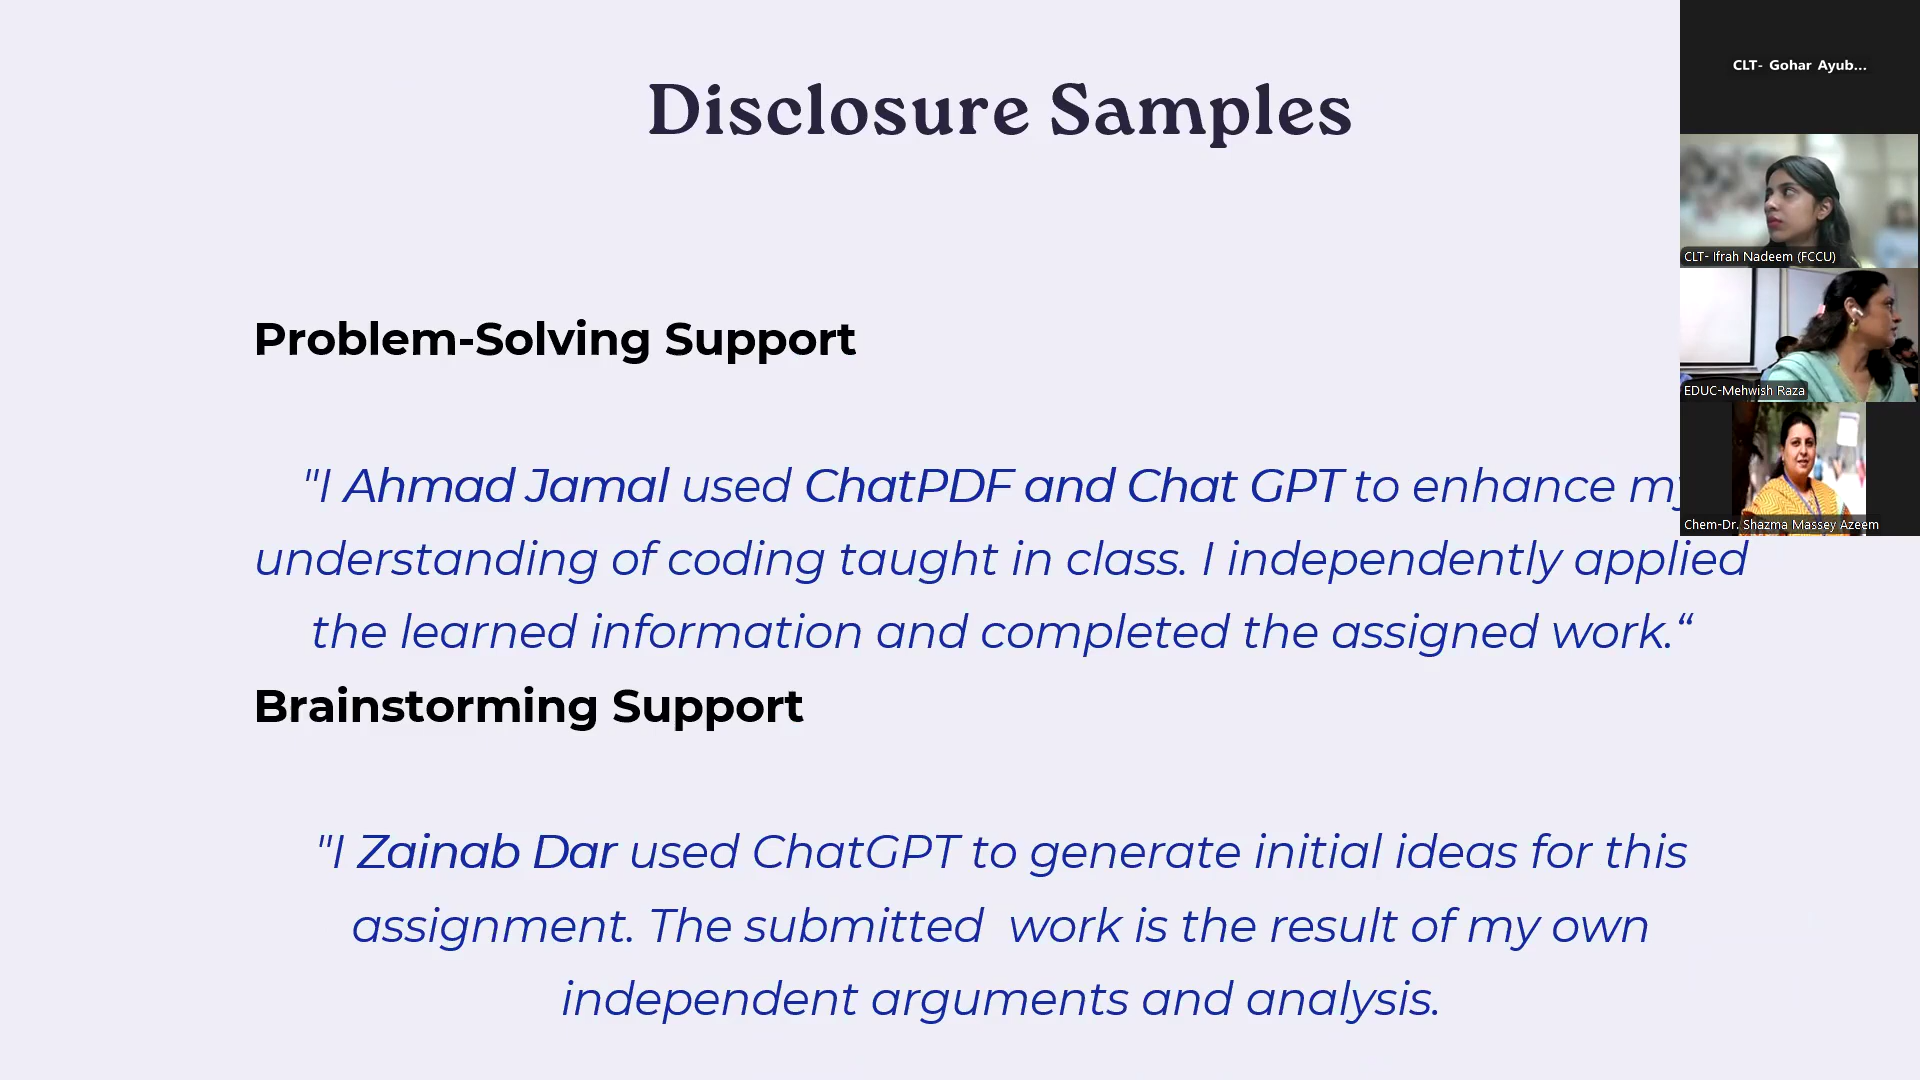 Disclosure Samples
Problem-Solving Support
"I Ahmad Jamal used ChatPDF and Chat GPT to enhance my
understanding of coding taught in class. I independently applied
the learned information and completed the assigned work.“
Brainstorming Support
"I Zainab Dar used ChatGPT to generate initial ideas for this
assignment. The submitted  work is the result of my own
independent arguments and analysis.
CLT- Gohar Ayub...
CLT- Ifrah Nadeem (FCCU)
EDUC-Mehwish Raza
Chem-Dr. Shazma Massey Azeem